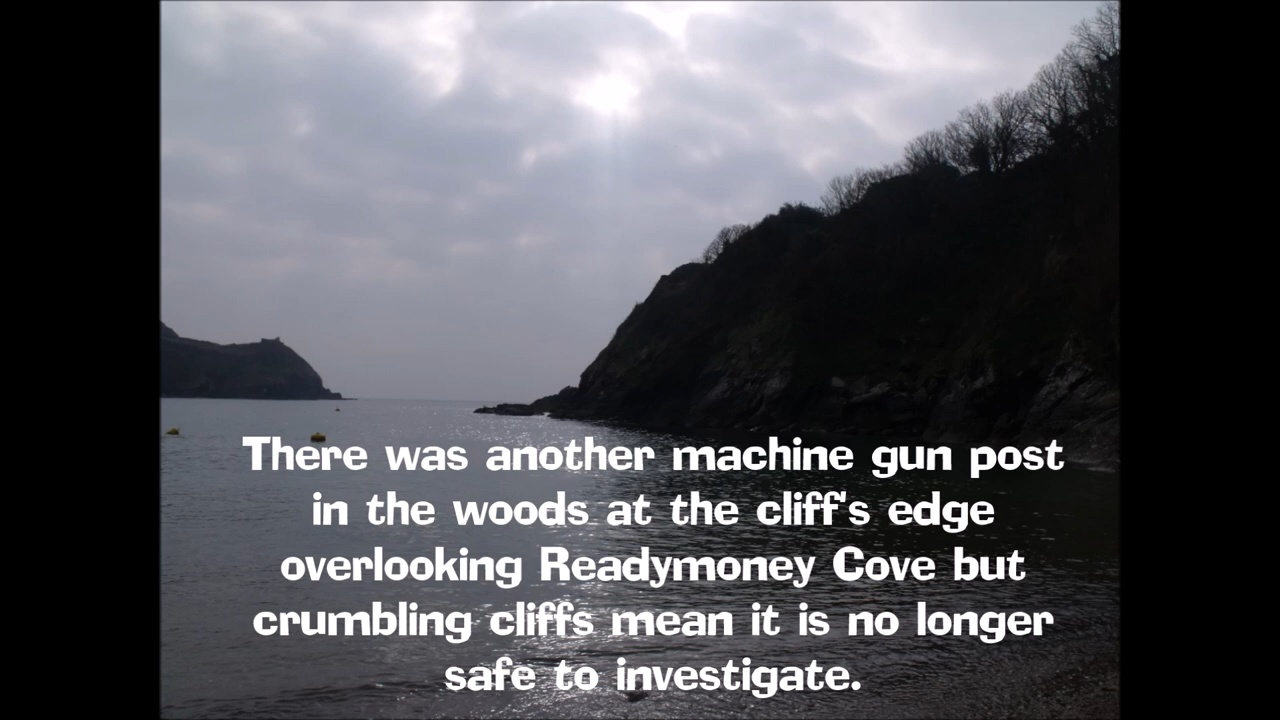 There was another machine gun post
in the woods at the cliff's edge
overlooking Readymoney Cove but
crumbling cliffs mean it is no longer
safe to investigate.